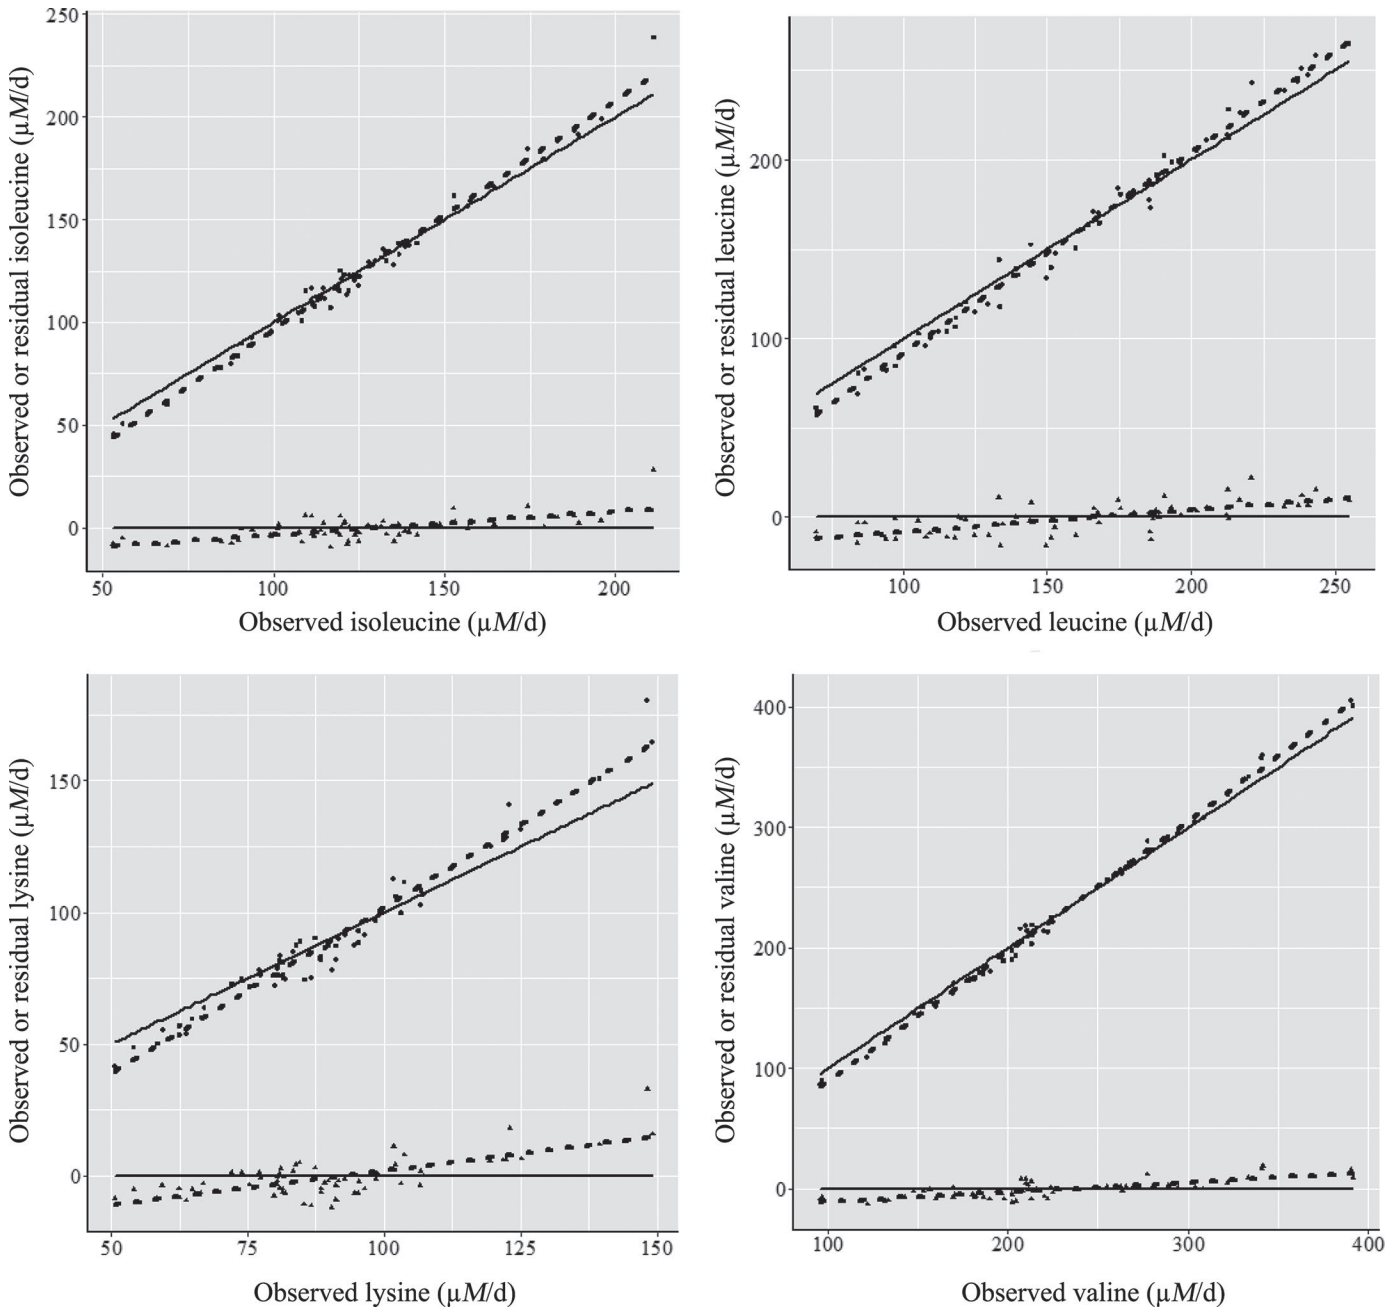 250
200
150
100
50
0
Observed or residual isoleucine (µM/d)
50 100 150 200
Observed isoleucine (µM/d)
200
100
0
Observed or residual leucine (µM/d)
100 150 200 250
Observed leucine (µM/d)
150
100
50
0
Observed or residual lysine (µM/d)
50 75 100 125 150
Observed lysine (µM/d)
400
300
200
100
0
Observed or residual valine (µM/d)
100 200 300 400
Observed valine (µM/d)